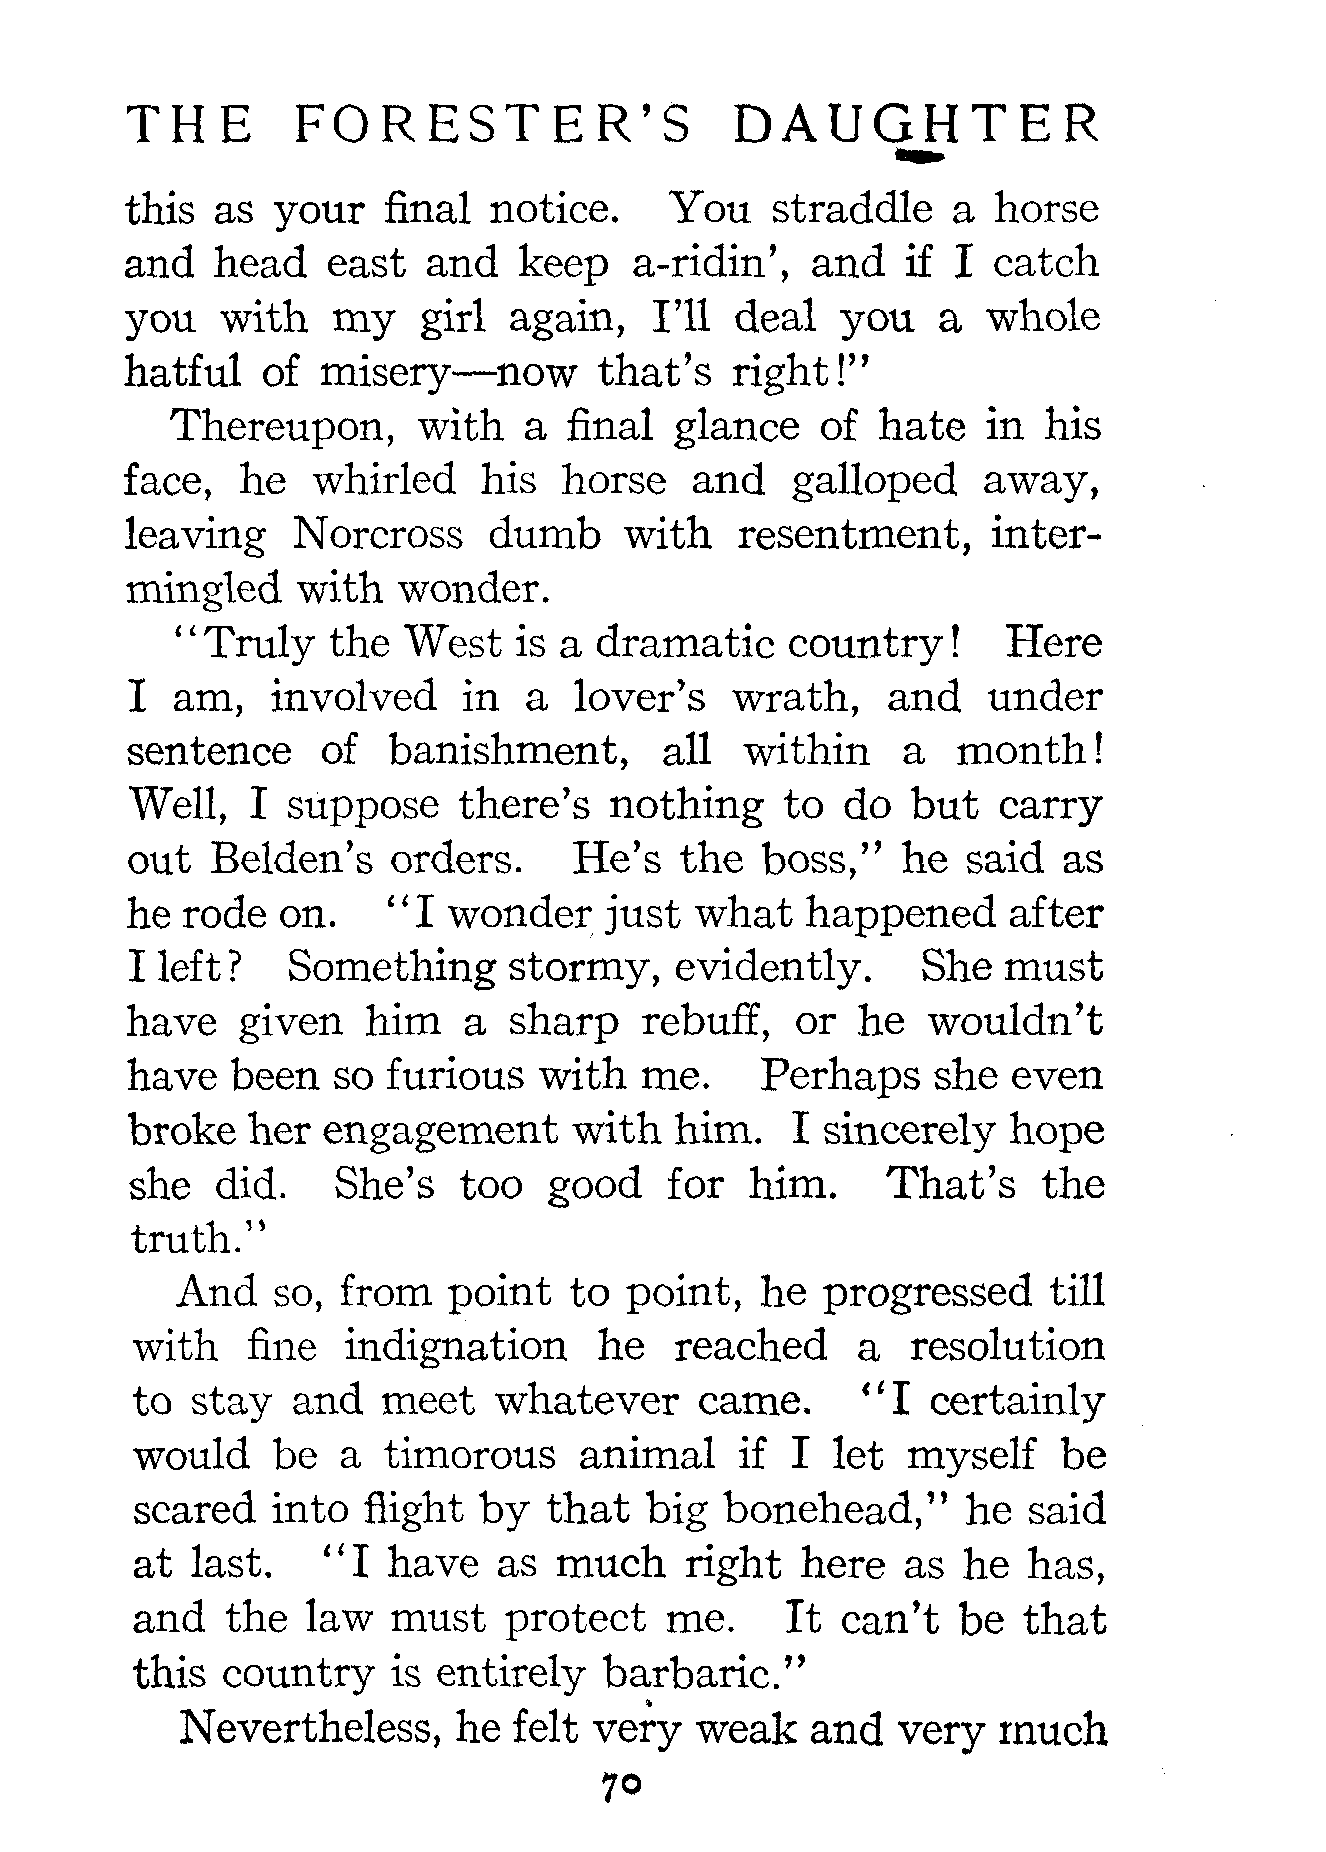 THE FORESTER'S DAUGHTER
this as your final notice. You straddle a horse
and head east and keep a-ridin', and if I catch
you with my girl again, I'll deal you a whole
hatful of misery—now that's right!"
Thereupon, with a final glance of hate in his
face, he whirled his horse and galloped away,
leaving Norcross dumb with resentment, inter-
mingled with wonder.
"Truly the West is a dramatic country! Here
I am, involved in a lover's wrath, and under
sentence of banishment, all within a month!
Well, I suppose there's nothing to do but carry
out Belden's orders. He's the boss," he said as
he rode on. "I wonder just what happened after
I left? Something stormy, evidently. She must
have given him a sharp rebuff, or he wouldn't
have been so furious with me. Perhaps she even
broke her engagement with him. I sincerely hope
she did. She's too good for him. That's the
truth."
And so, from point to point, he progressed till
with fine indignation he reached a resolution
to stay and meet whatever came. "I certainly
would be a timorous animal if I let myself be
scared into flight by that big bonehead," he said
at last. "I have as much right here as he has,
and the law must protect me. It can't be that
this country is entirely barbaric."
Nevertheless, he felt very weak and very much
70